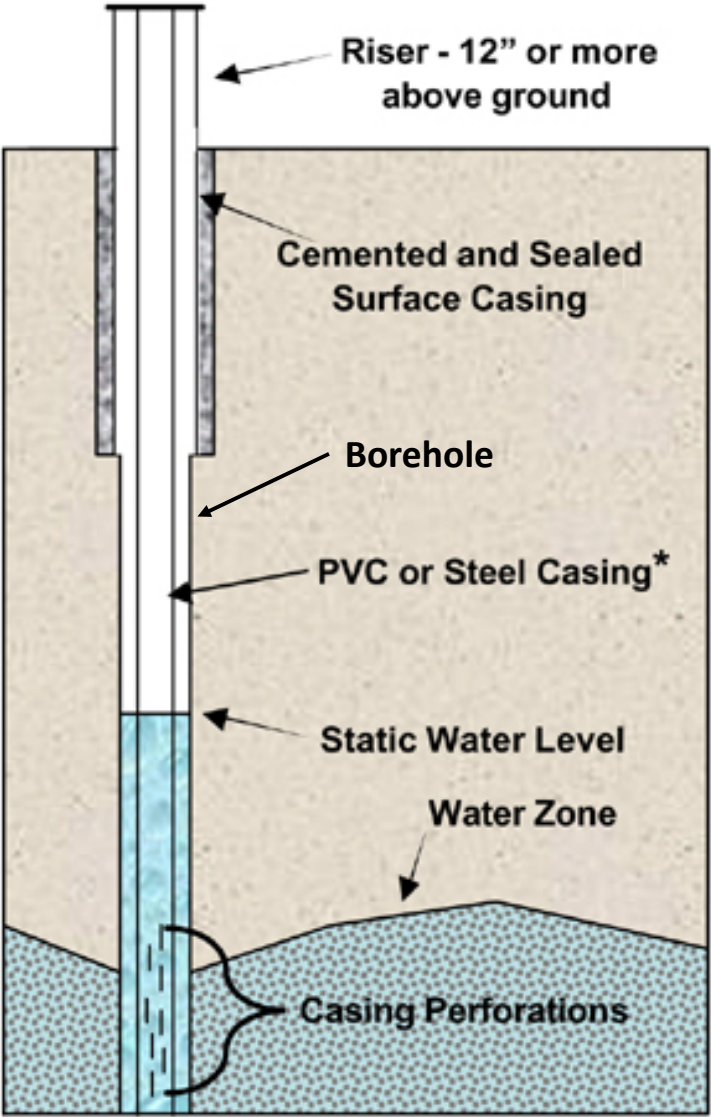 Riser - 12” or more
above ground
Cemented and Sealed
Surface Casing
Borehole
PVC or Steel Casing*
Static Water Level
Water Zone
Casing Perforations